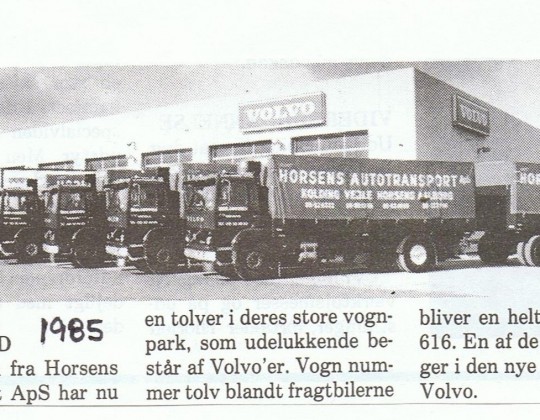 VOLVO
VOLVO
HORSENS AUTOTRANSPORT ApS
KOLDING VEJLE HORSENS AALBORG
1985
D
fra Horsens
ApS har nu
en tolver i deres store vogn-
park, som udelukkende be-
står af Volvo'er. Vogn num-
mer tolv blandt fragtbilerne
bliver en helt
616. En af de
ger i den nye
Volvo.